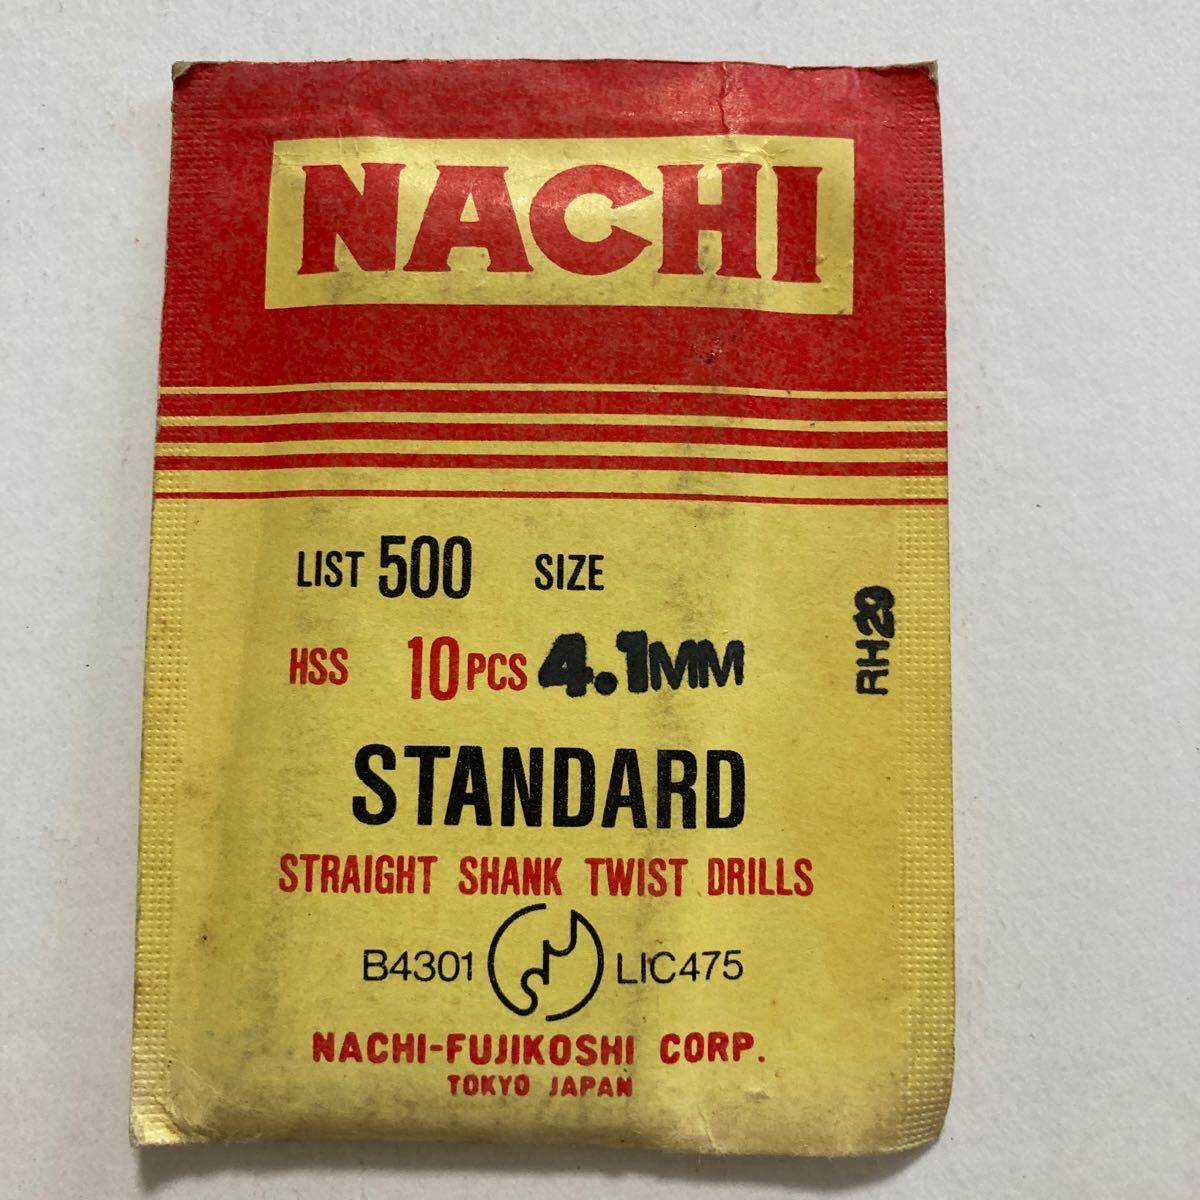 NACHI
LIST 500 SIZE
HSS 10 PCS 4.1MM
RH29
STANDARD
STRAIGHT SHANK TWIST DRILLS
B4301 LIC475
NACHI-FUJIKOSHI CORP.
TOKYO JAPAN